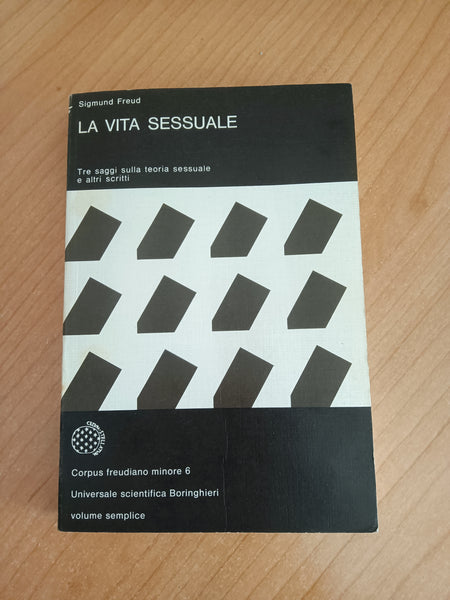 Sigmund Freud
LA VITA SESSUALE
Tre saggi sulla teoria sessuale
e altri scritti
Corpus freudiano minore 6
Universale scientifica Boringhieri
volume semplice